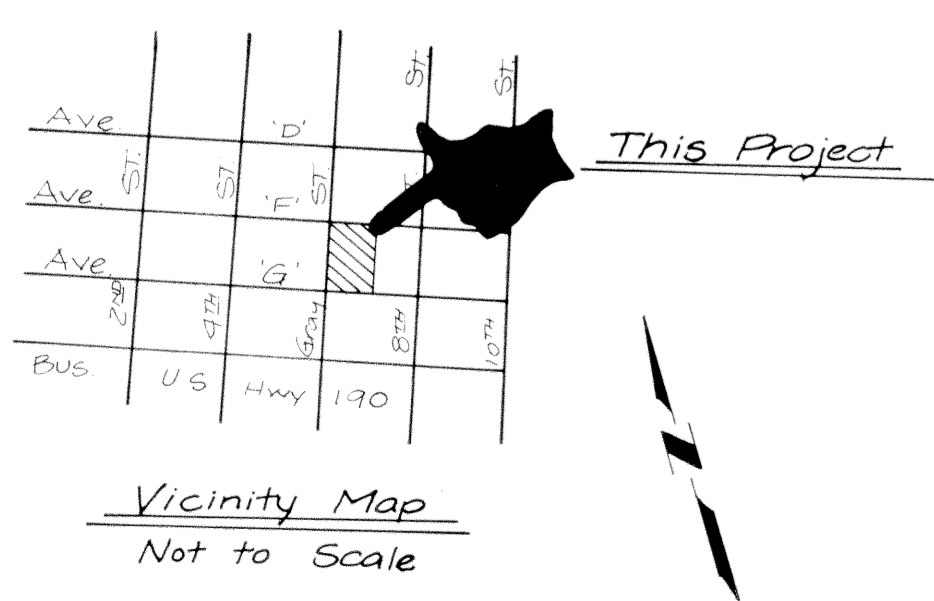 ST. ST.
Ave. 'D'
This Project
ST. ST. ST. T.
Ave. 'F'
Ave. 'G'
2ND 4TH Gray 8TH 10TH
BUS. US HWY 190
Vicinity Map
Not to Scale